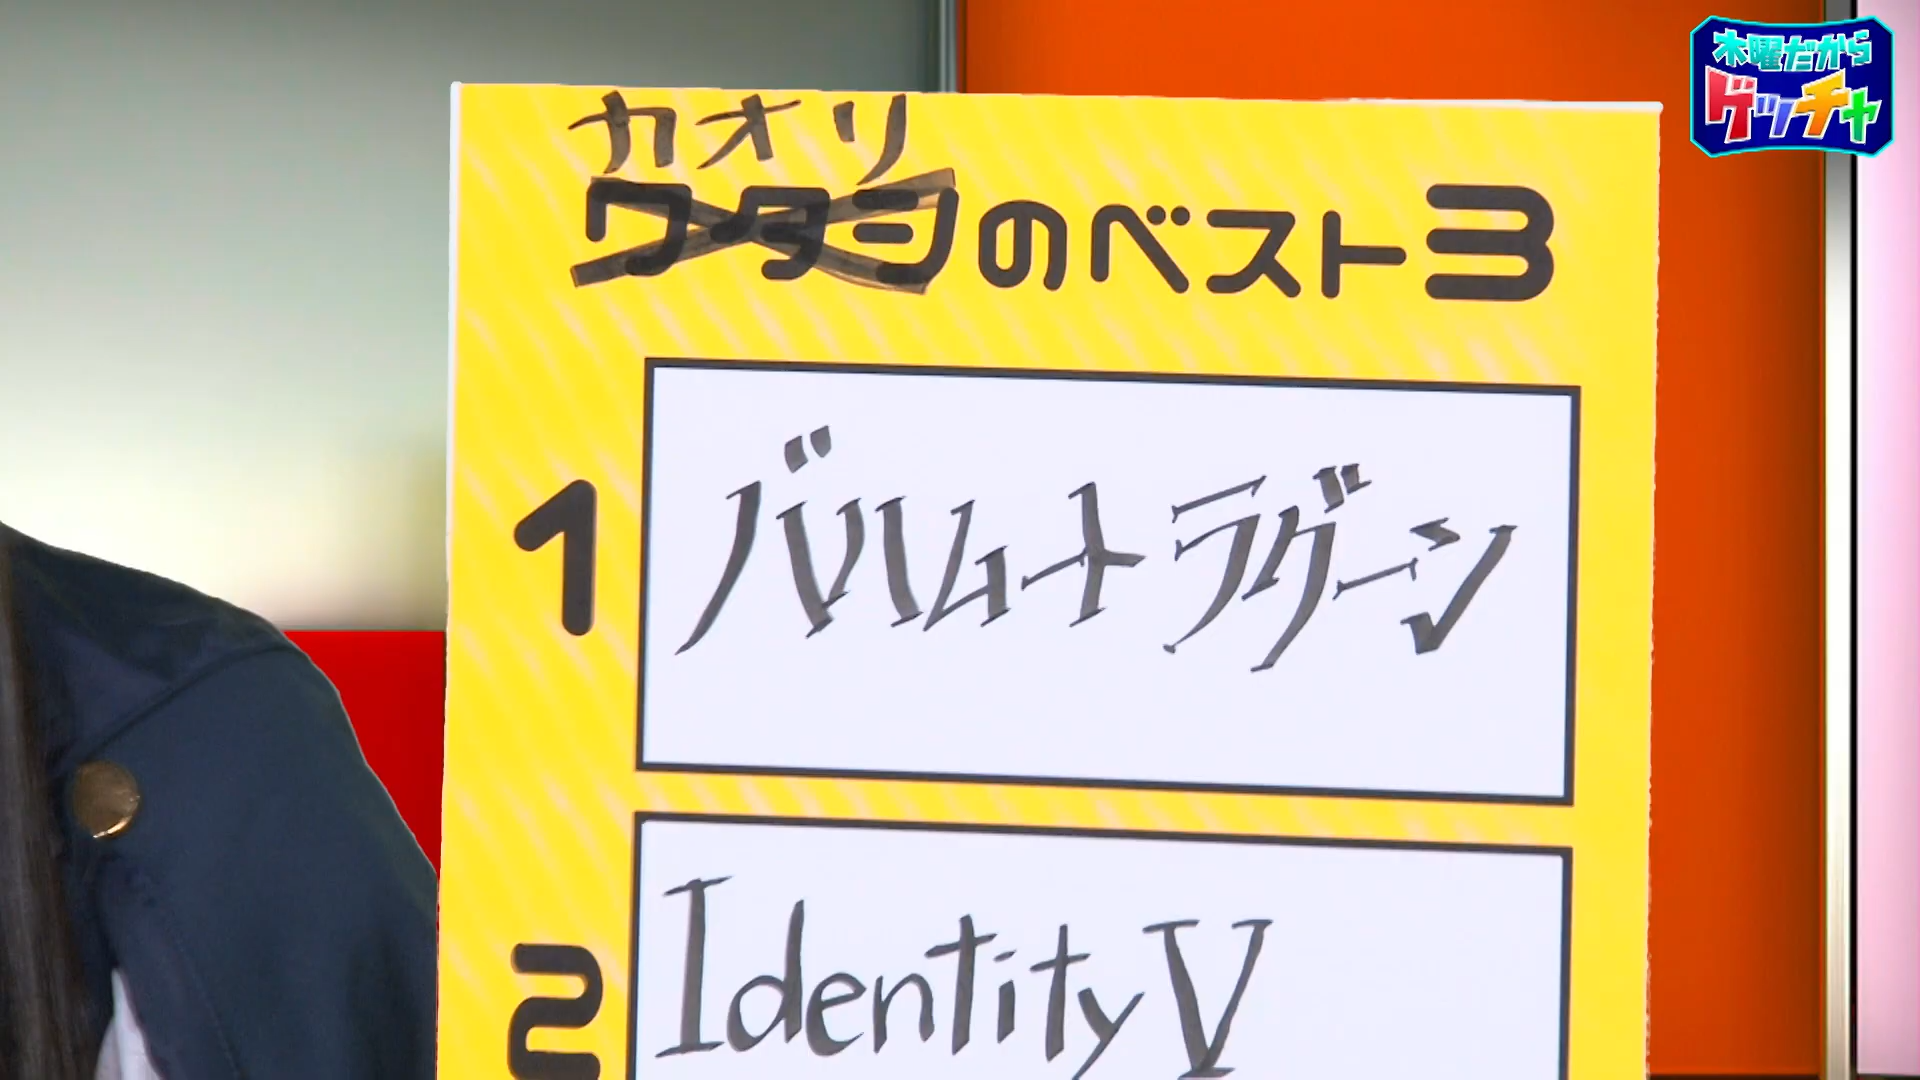 木曜だから
ゲッチャ
カオリ
ワタシのベスト3
1
バハムートラグーン
2
Identity V